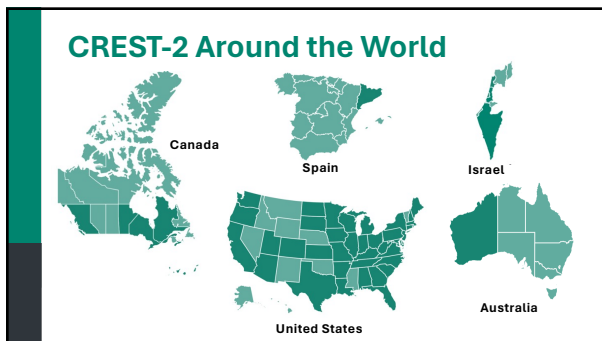 CREST-2 Around the World
Canada
Spain
Israel
United States
Australia